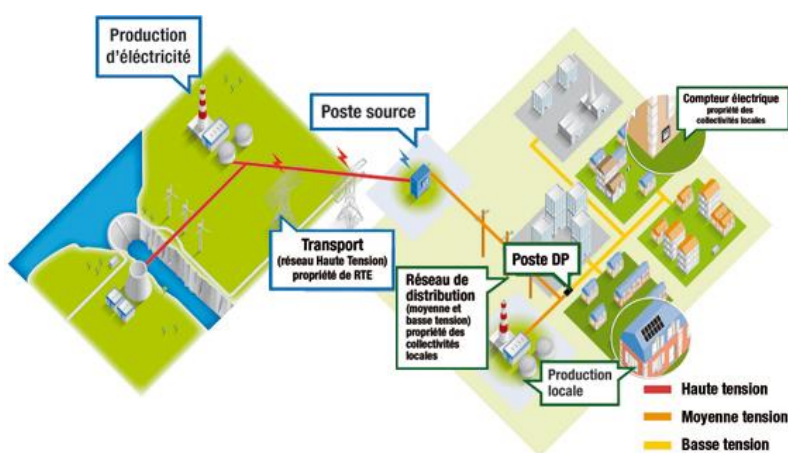 Production
d'éléctricité
Poste source
Compteur électrique
propriété des
collectivités locales
Transport
(réseau Haute Tension)
propriété de RTE
Poste DP
Réseau de
distribution
(moyenne et
basse tension)
propriété des
collectivités
locales
Production
locale
Haute tension
Moyenne tension
Basse tension